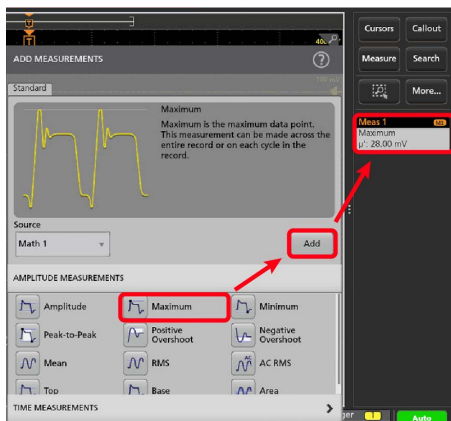 T
T
ADD MEASUREMENTS
?
Standard
Maximum
Maximum is the maximum data point.
This measurement can be made across the
entire record or on each cycle in the
record.
Source
Math 1
Add
AMPLITUDE MEASUREMENTS
Amplitude
Maximum
Minimum
Peak-to-Peak
Positive
Overshoot
Negative
Overshoot
Mean
RMS
AC
AC RMS
Top
Base
Area
TIME MEASUREMENTS
Cursors
Callout
Measure
Search
More...
Meas 1
M1
Maximum
µ': 28.00 mV
1
Auto